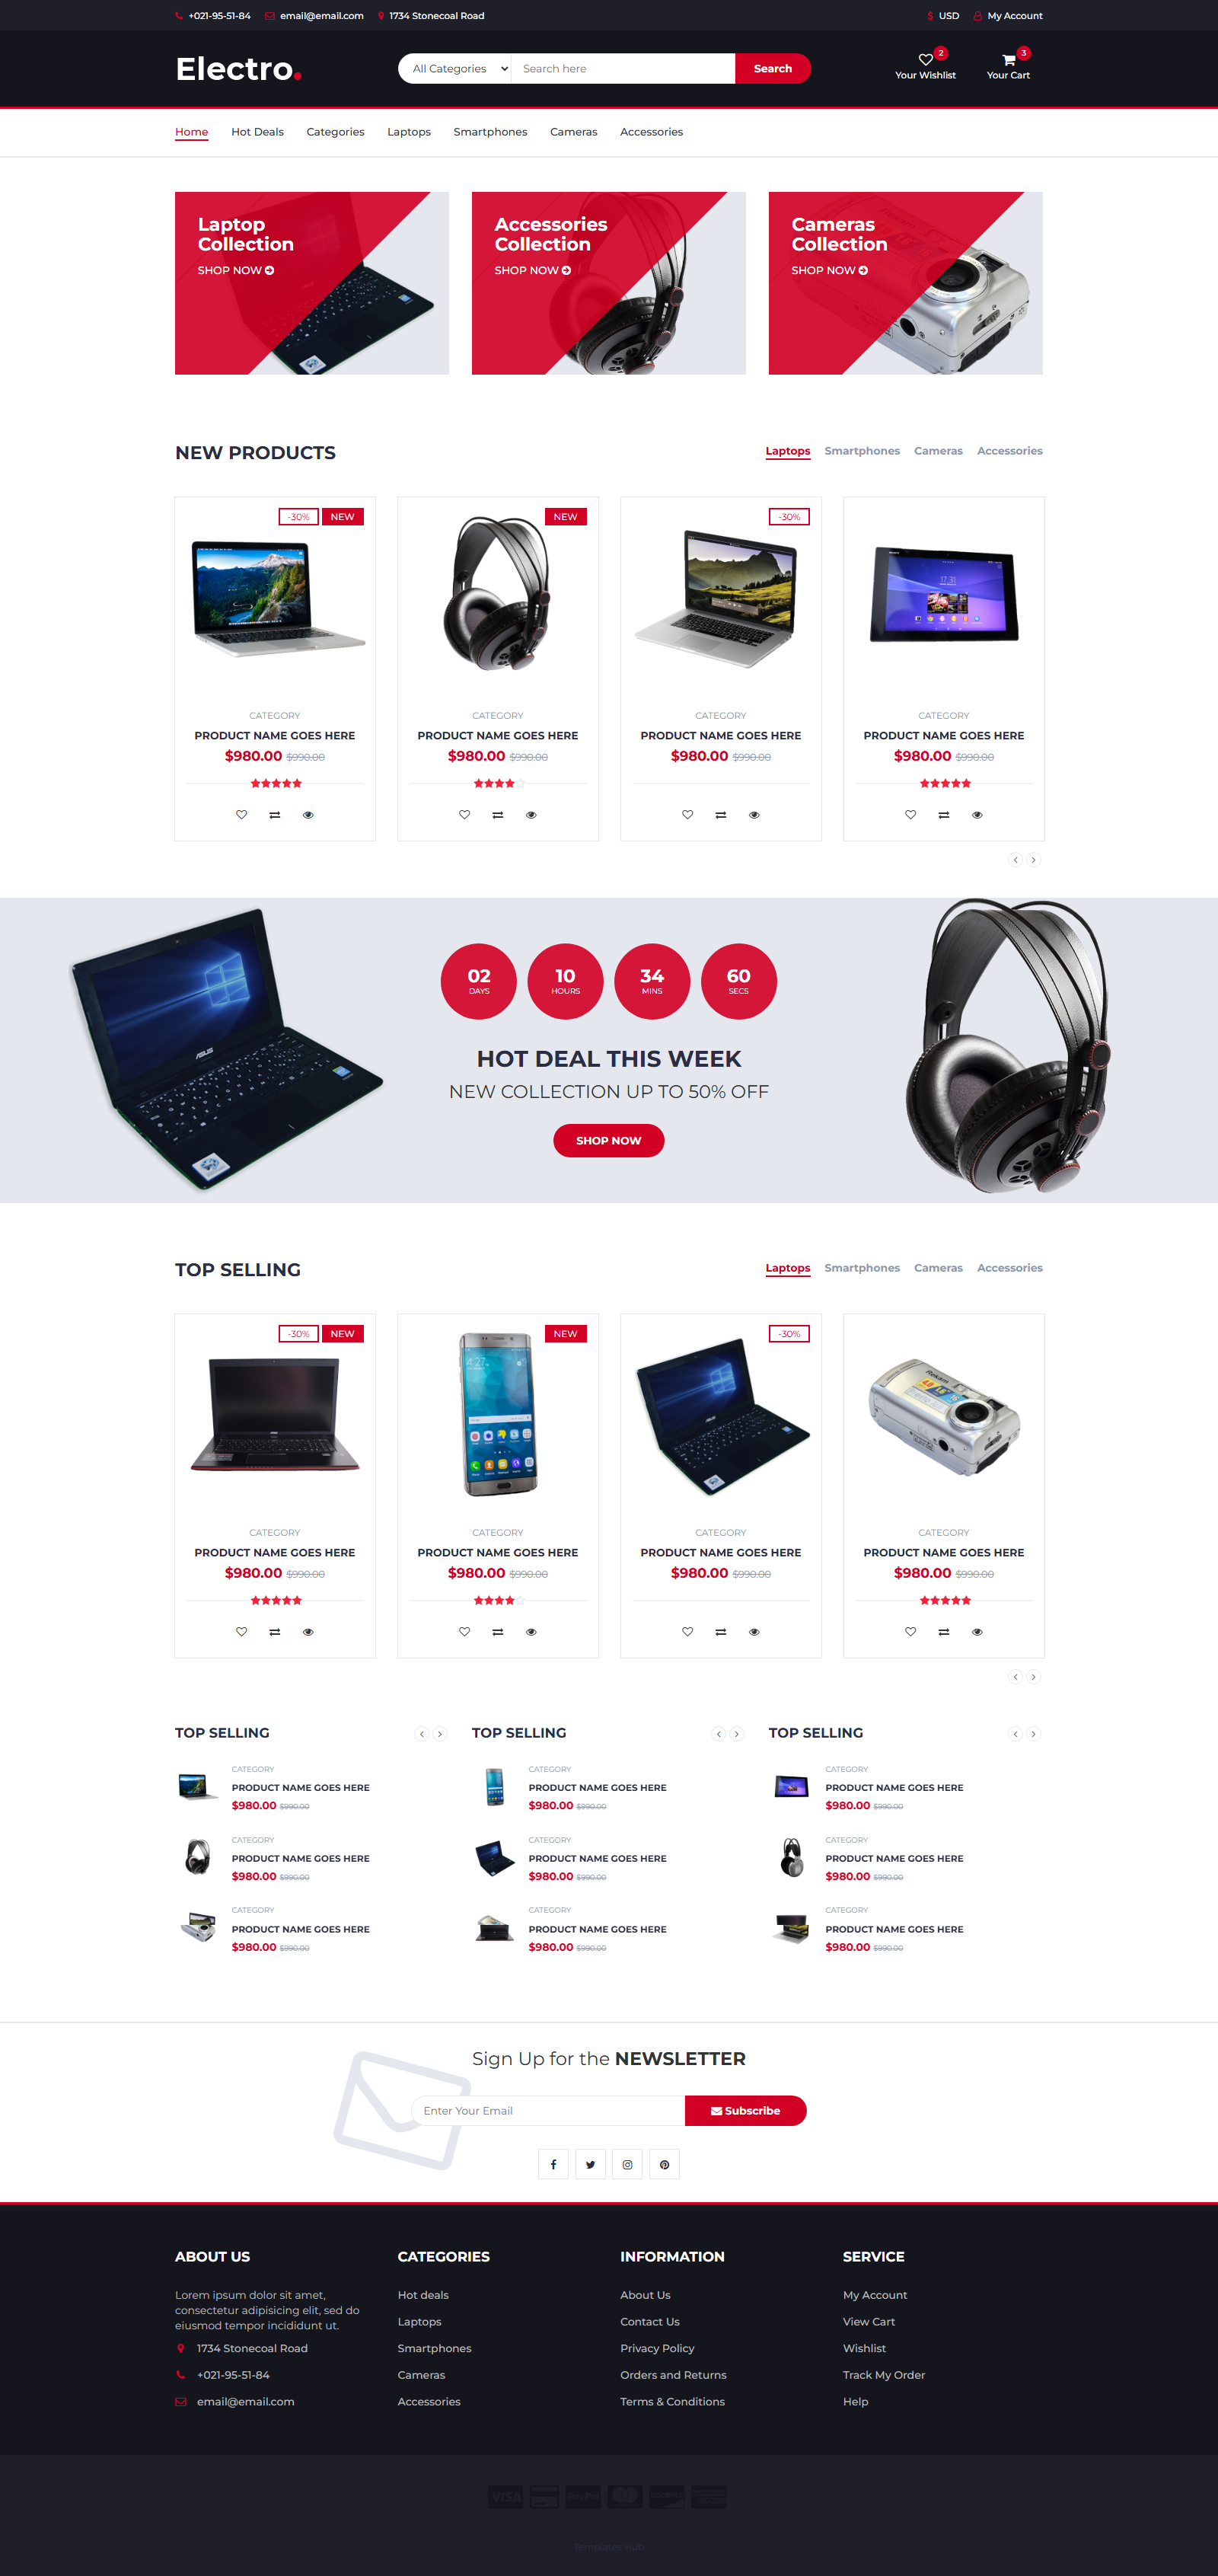 +021-95-51-84 email@email.com 1734 Stonecoal Road $ USD My Account
Electro.
All Categories Search here Search
2
Your Wishlist
3
Your Cart
Home Hot Deals Categories Laptops Smartphones Cameras Accessories
Laptop
Collection
SHOP NOW
Accessories
Collection
SHOP NOW
Cameras
Collection
SHOP NOW
NEW PRODUCTS
Laptops Smartphones Cameras Accessories
-30% NEW
CATEGORY
PRODUCT NAME GOES HERE
$980.00 $990.00
NEW
CATEGORY
PRODUCT NAME GOES HERE
$980.00 $990.00
-30%
CATEGORY
PRODUCT NAME GOES HERE
$980.00 $990.00
17:31
CATEGORY
PRODUCT NAME GOES HERE
$980.00 $990.00
ASUS
02
DAYS
10
HOURS
34
MINS
60
SECS
HOT DEAL THIS WEEK
NEW COLLECTION UP TO 50% OFF
SHOP NOW
TOP SELLING
Laptops Smartphones Cameras Accessories
-30% NEW
CATEGORY
PRODUCT NAME GOES HERE
$980.00 $990.00
NEW
4:27
CATEGORY
PRODUCT NAME GOES HERE
$980.00 $990.00
-30%
ASUS
CATEGORY
PRODUCT NAME GOES HERE
$980.00 $990.00
CATEGORY
PRODUCT NAME GOES HERE
$980.00 $990.00
TOP SELLING
CATEGORY
PRODUCT NAME GOES HERE
$980.00 $990.00
CATEGORY
PRODUCT NAME GOES HERE
$980.00 $990.00
CATEGORY
PRODUCT NAME GOES HERE
$980.00 $990.00
TOP SELLING
CATEGORY
PRODUCT NAME GOES HERE
$980.00 $990.00
CATEGORY
PRODUCT NAME GOES HERE
$980.00 $990.00
CATEGORY
PRODUCT NAME GOES HERE
$980.00 $990.00
TOP SELLING
CATEGORY
PRODUCT NAME GOES HERE
$980.00 $990.00
CATEGORY
PRODUCT NAME GOES HERE
$980.00 $990.00
CATEGORY
PRODUCT NAME GOES HERE
$980.00 $990.00
Sign Up for the NEWSLETTER
Enter Your Email Subscribe
ABOUT US
Lorem ipsum dolor sit amet,
consectetur adipisicing elit, sed do
eiusmod tempor incididunt ut.
1734 Stonecoal Road
+021-95-51-84
email@email.com
CATEGORIES
Hot deals
Laptops
Smartphones
Cameras
Accessories
INFORMATION
About Us
Contact Us
Privacy Policy
Orders and Returns
Terms & Conditions
SERVICE
My Account
View Cart
Wishlist
Track My Order
Help
VISA PayPal
Templates Hub